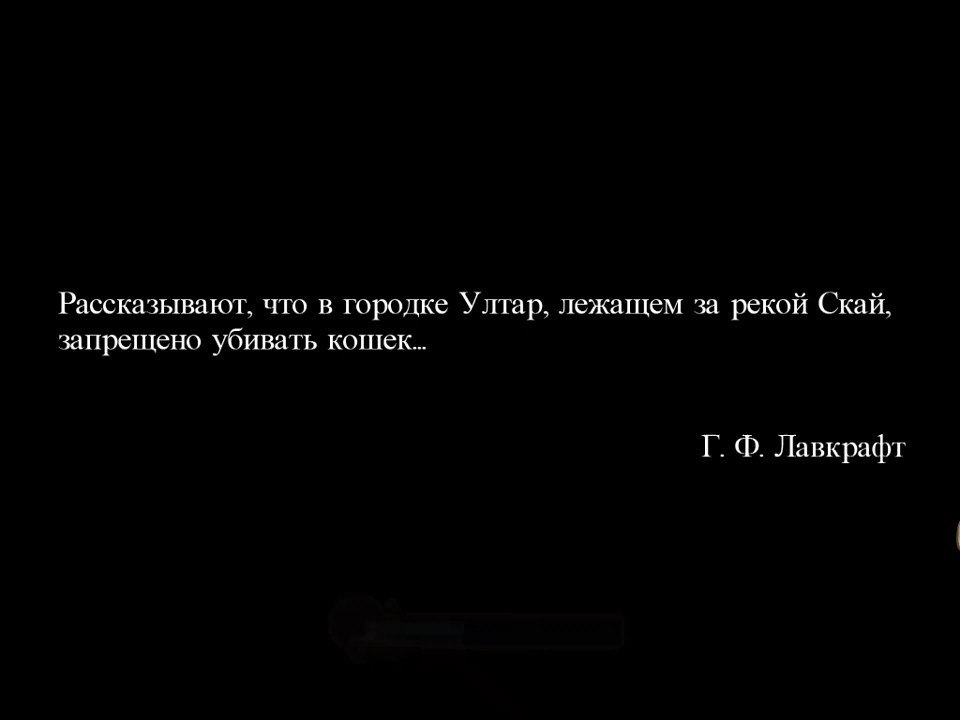 Рассказывают, что в городке Ултар, лежащем за рекой Скай,
запрещено убивать кошек...
Г. Ф. Лавкрафт